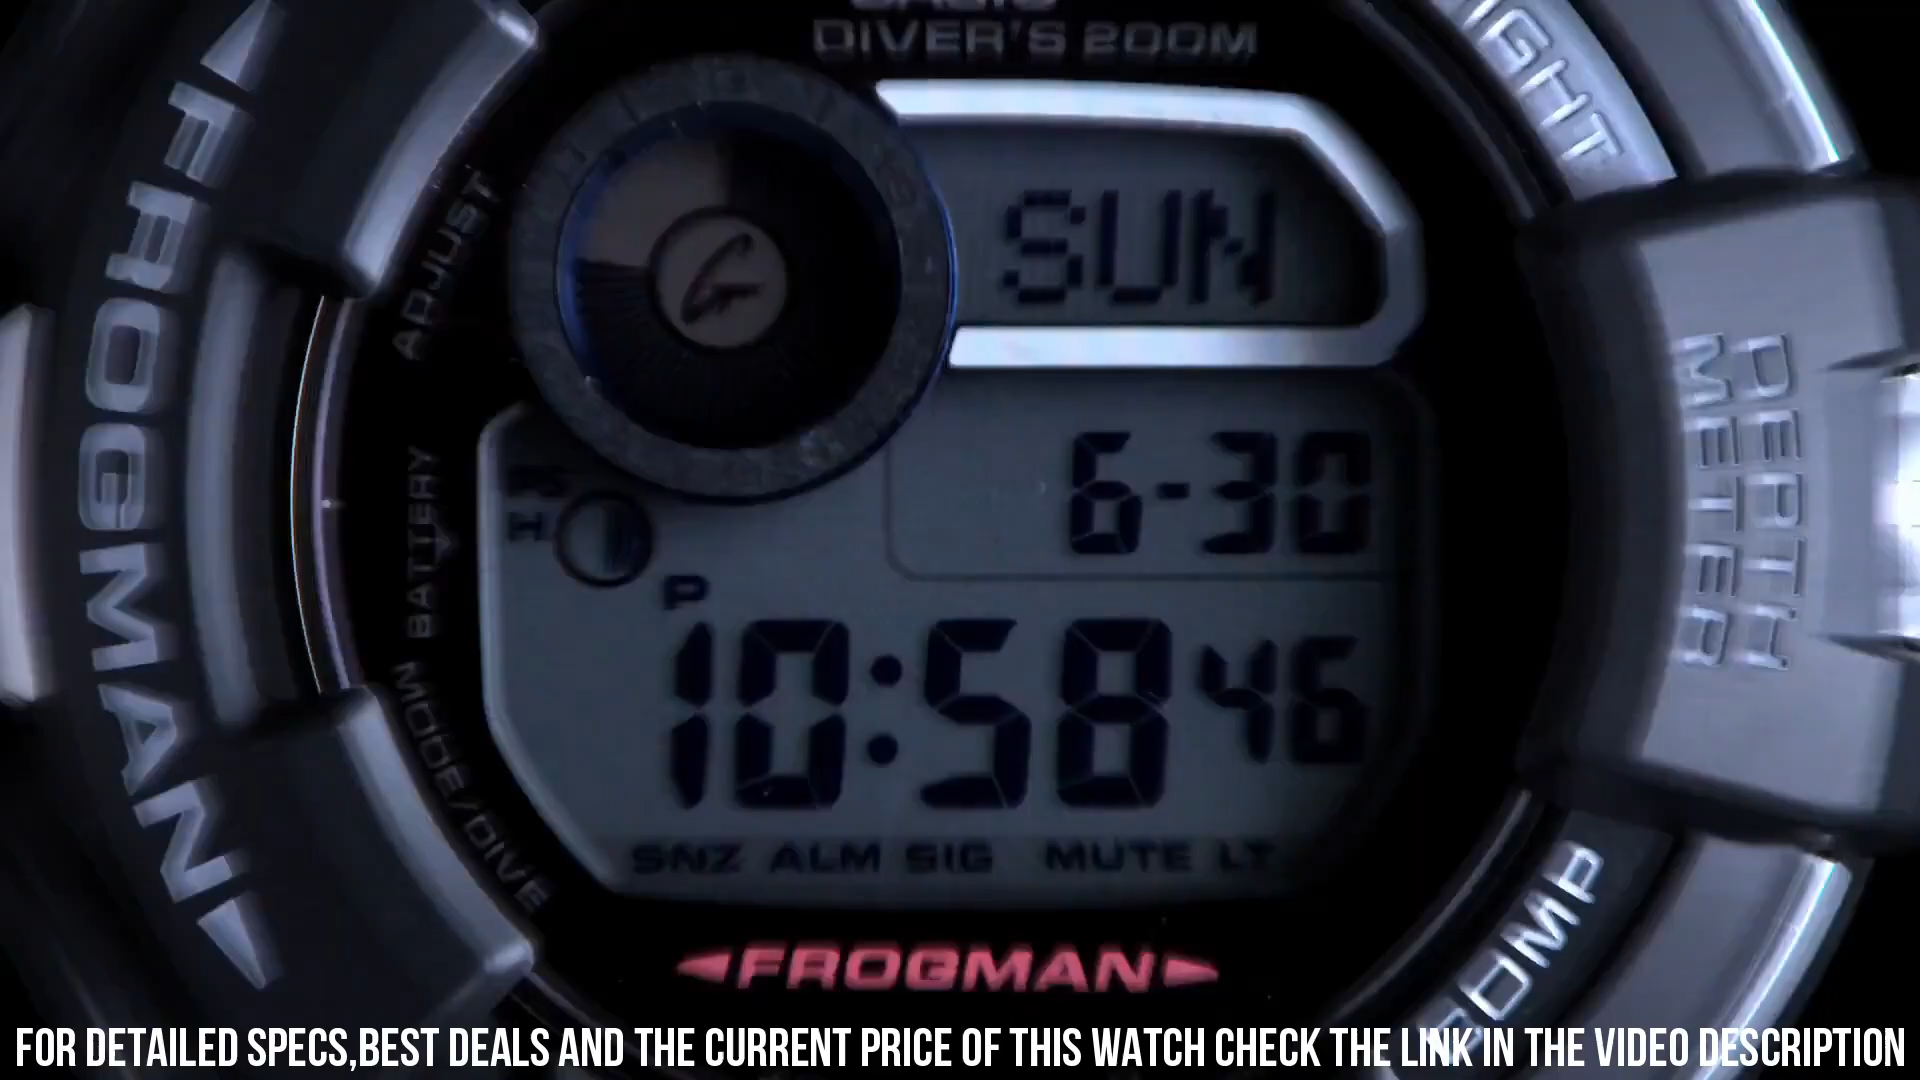 DIVER'S 200M
FROGMAN
ADJUST
SUN
DEPTH
METER
6-30
BATTERY
H
P
10:58 46
MODE/DIVE
SNZ ALM SIG MUTE LT
FROGMAN
FOR DETAILED SPECS,BEST DEALS AND THE CURRENT PRICE OF THIS WATCH CHECK THE LINK IN THE VIDEO DESCRIPTION